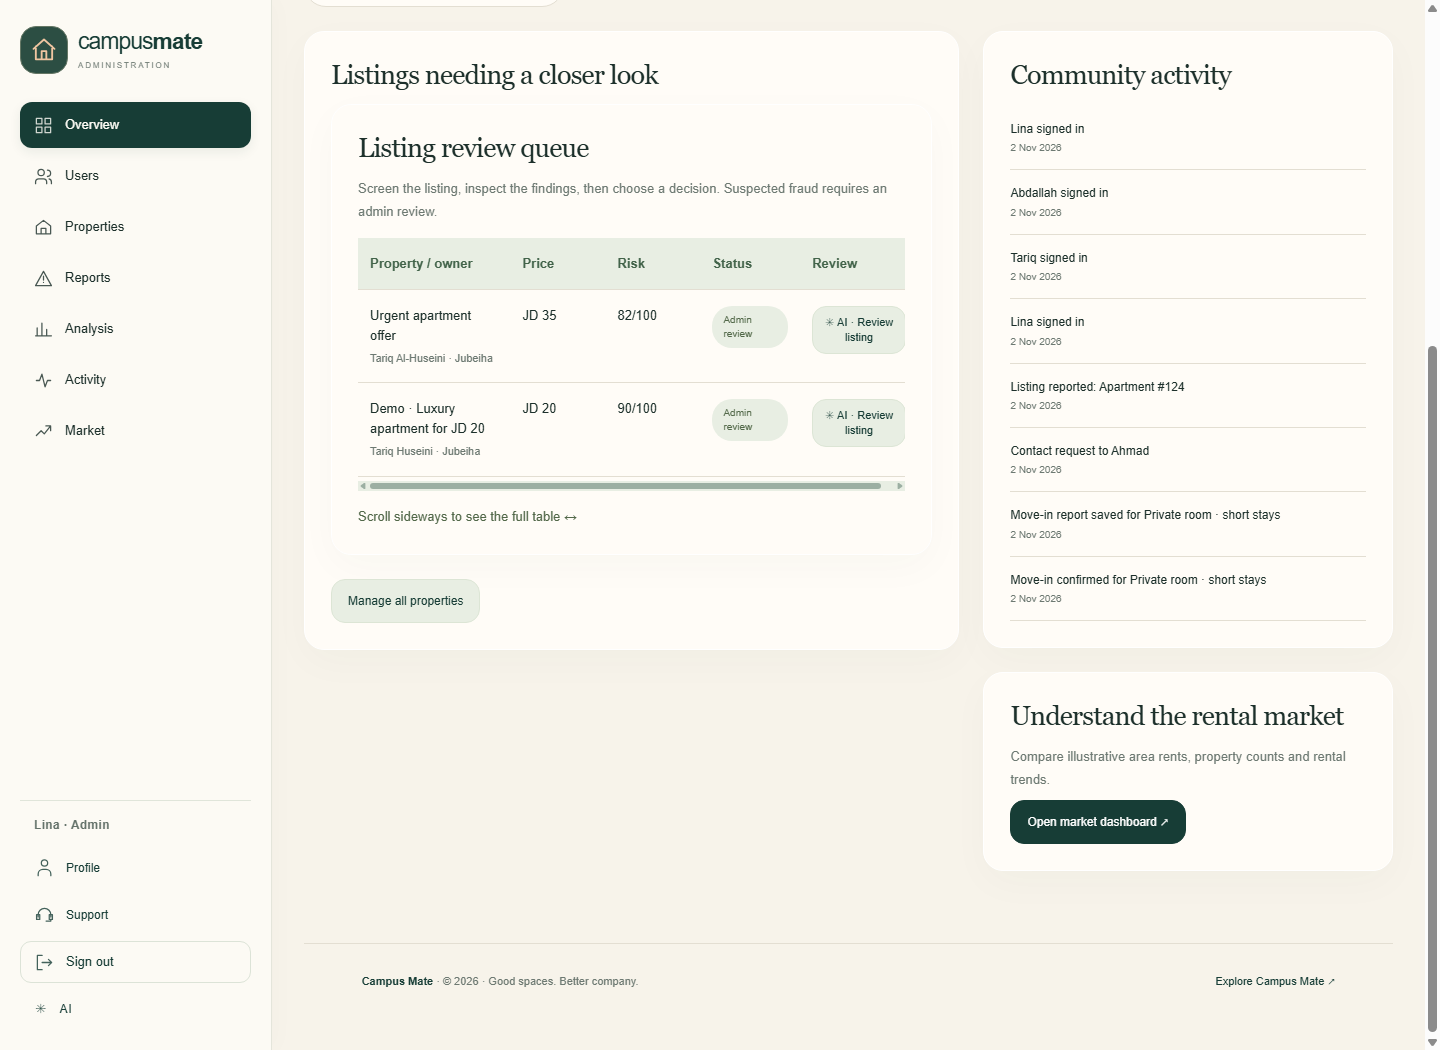 campusmate
ADMINISTRATION
Overview
Users
Properties
Reports
Analysis
Activity
Market
Lina · Admin
Profile
Support
Sign out
✳ AI
Listings needing a closer look
Listing review queue
Screen the listing, inspect the findings, then choose a decision. Suspected fraud requires an
admin review.
Property / owner Price Risk Status Review
Urgent apartment
offer
Tariq Al-Huseini · Jubeiha
JD 35
82/100
Admin
review
✳ AI · Review
listing
Demo · Luxury
apartment for JD 20
Tariq Huseini · Jubeiha
JD 20
90/100
Admin
review
✳ AI · Review
listing
Scroll sideways to see the full table ↔
Manage all properties
Community activity
Lina signed in
2 Nov 2026
Abdallah signed in
2 Nov 2026
Tariq signed in
2 Nov 2026
Lina signed in
2 Nov 2026
Listing reported: Apartment #124
2 Nov 2026
Contact request to Ahmad
2 Nov 2026
Move-in report saved for Private room · short stays
2 Nov 2026
Move-in confirmed for Private room · short stays
2 Nov 2026
Understand the rental market
Compare illustrative area rents, property counts and rental
trends.
Open market dashboard ↗
Campus Mate · © 2026 · Good spaces. Better company.
Explore Campus Mate ↗